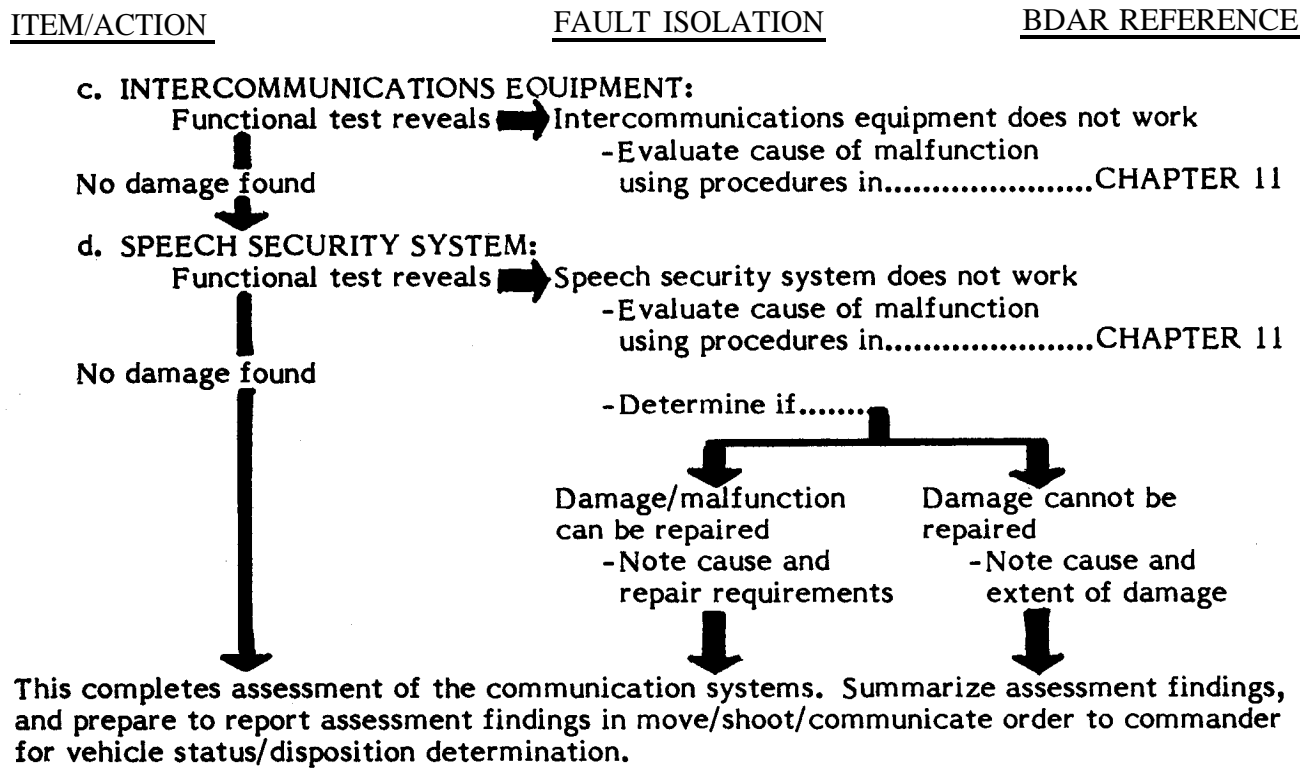 ITEM/ACTION FAULT ISOLATION BDAR REFERENCE
c. INTERCOMMUNICATIONS EQUIPMENT:
Functional test reveals Intercommunications equipment does not work
-Evaluate cause of malfunction
No damage found using procedures in......................CHAPTER 11
d. SPEECH SECURITY SYSTEM:
Functional test reveals Speech security system does not work
-Evaluate cause of malfunction
using procedures in......................CHAPTER 11
No damage found
-Determine if........
Damage/malfunction
can be repaired
-Note cause and
repair requirements
Damage cannot be
repaired
-Note cause and
extent of damage
This completes assessment of the communication systems. Summarize assessment findings,
and prepare to report assessment findings in move/shoot/communicate order to commander
for vehicle status/disposition determination.